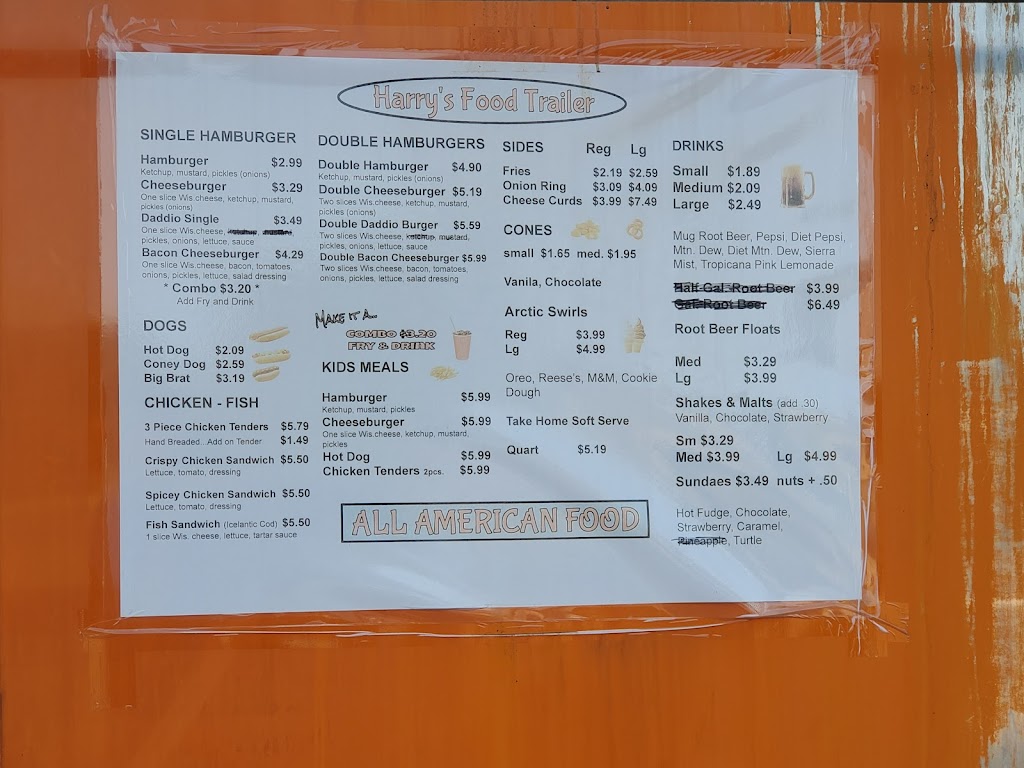 Harry's Food Trailer
SINGLE HAMBURGER
Hamburger $2.99
Ketchup, mustard, pickles (onions)
Cheeseburger $3.29
One slice Wis.cheese, ketchup, mustard,
pickles (onions)
Daddio Single $3.49
One slice Wis.cheese, ketchup, mustard,
pickles, onions, lettuce, sauce
Bacon Cheeseburger $4.29
One slice Wis.cheese, bacon, tomatoes,
onions, pickles, lettuce, salad dressing
* Combo $3.20 *
Add Fry and Drink
DOGS
Hot Dog $2.09
Coney Dog $2.59
Big Brat $3.19
CHICKEN - FISH
3 Piece Chicken Tenders $5.79
Hand Breaded...Add on Tender $1.49
Crispy Chicken Sandwich $5.50
Lettuce, tomato, dressing
Spicey Chicken Sandwich $5.50
Lettuce, tomato, dressing
Fish Sandwich (Icelantic Cod) $5.50
1 slice Wis. cheese, lettuce, tartar sauce
DOUBLE HAMBURGERS
Double Hamburger $4.90
Ketchup, mustard, pickles (onions)
Double Cheeseburger $5.19
Two slices Wis.cheese, ketchup, mustard,
pickles (onions)
Double Daddio Burger $5.59
Two slices Wis.cheese, ketchup, mustard,
pickles, onions, lettuce, sauce
Double Bacon Cheeseburger $5.99
Two slices Wis.cheese, bacon, tomatoes,
onions, pickles, lettuce, salad dressing
MAKE IT A...
COMBO $3.20
FRY & DRINK
KIDS MEALS
Hamburger $5.99
Ketchup, mustard, pickles
Cheeseburger $5.99
One slice Wis.cheese, ketchup, mustard,
pickles
Hot Dog $5.99
Chicken Tenders 2pcs. $5.99
ALL AMERICAN FOOD
SIDES Reg Lg
Fries $2.19 $2.59
Onion Ring $3.09 $4.09
Cheese Curds $3.99 $7.49
CONES
small $1.65 med. $1.95
Vanila, Chocolate
Arctic Swirls
Reg $3.99
Lg $4.99
Oreo, Reese's, M&M, Cookie
Dough
Take Home Soft Serve
Quart $5.19
DRINKS
Small $1.89
Medium $2.09
Large $2.49
Mug Root Beer, Pepsi, Diet Pepsi,
Mtn. Dew, Diet Mtn. Dew, Sierra
Mist, Tropicana Pink Lemonade
Half Gal. Root Beer $3.99
Gal. Root Beer $6.49
Root Beer Floats
Med $3.29
Lg $3.99
Shakes & Malts (add .30)
Vanilla, Chocolate, Strawberry
Sm $3.29
Med $3.99 Lg $4.99
Sundaes $3.49 nuts + .50
Hot Fudge, Chocolate,
Strawberry, Caramel,
Pineapple, Turtle